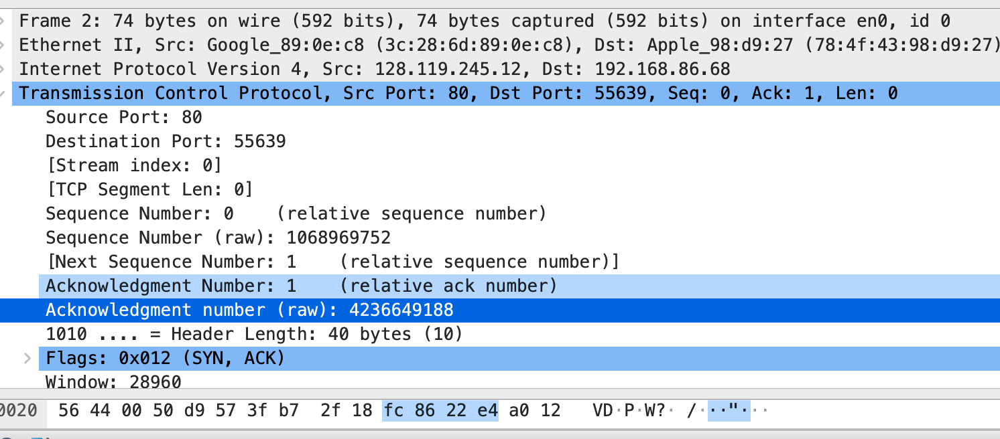 Frame 2: 74 bytes on wire (592 bits), 74 bytes captured (592 bits) on interface en0, id 0
Ethernet II, Src: Google_89:0e:c8 (3c:28:6d:89:0e:c8), Dst: Apple_98:d9:27 (78:4f:43:98:d9:27)
Internet Protocol Version 4, Src: 128.119.245.12, Dst: 192.168.86.68
Transmission Control Protocol, Src Port: 80, Dst Port: 55639, Seq: 0, Ack: 1, Len: 0
Source Port: 80
Destination Port: 55639
[Stream index: 0]
[TCP Segment Len: 0]
Sequence Number: 0    (relative sequence number)
Sequence Number (raw): 1068969752
[Next Sequence Number: 1    (relative sequence number)]
Acknowledgment Number: 1    (relative ack number)
Acknowledgment number (raw): 4236649188
1010 .... = Header Length: 40 bytes (10)
Flags: 0x012 (SYN, ACK)
Window: 28960
0020  56 44 00 50 d9 57 3f b7  2f 18 fc 86 22 e4 a0 12  VD·P·W?· /···"···